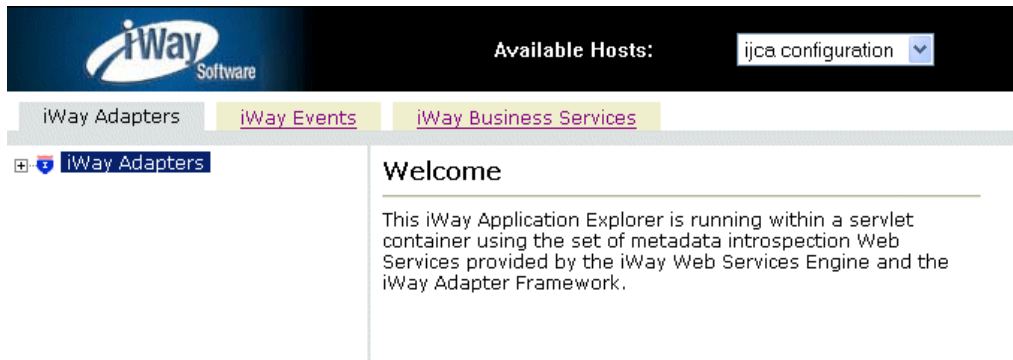 iWay
Software
Available Hosts:
ijca configuration
iWay Adapters
iWay Events
iWay Business Services
iWay Adapters
Welcome
This iWay Application Explorer is running within a servlet
container using the set of metadata introspection Web
Services provided by the iWay Web Services Engine and the
iWay Adapter Framework.